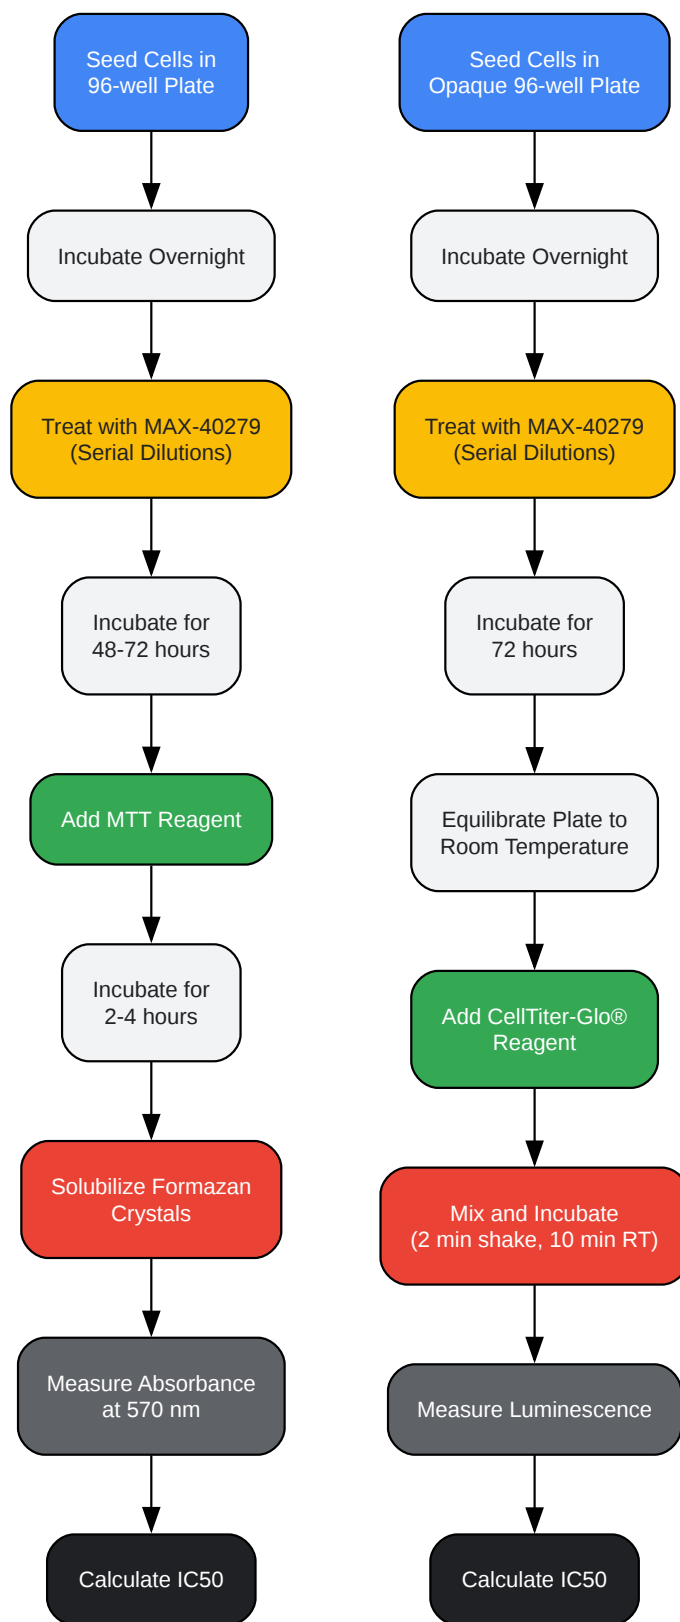 Seed Cells in
96-well Plate
Incubate Overnight
Treat with MAX-40279
(Serial Dilutions)
Incubate for
48-72 hours
Add MTT Reagent
Incubate for
2-4 hours
Solubilize Formazan
Crystals
Measure Absorbance
at 570 nm
Calculate IC50
Seed Cells in
Opaque 96-well Plate
Incubate Overnight
Treat with MAX-40279
(Serial Dilutions)
Incubate for
72 hours
Equilibrate Plate to
Room Temperature
Add CellTiter-Glo®
Reagent
Mix and Incubate
(2 min shake, 10 min RT)
Measure Luminescence
Calculate IC50